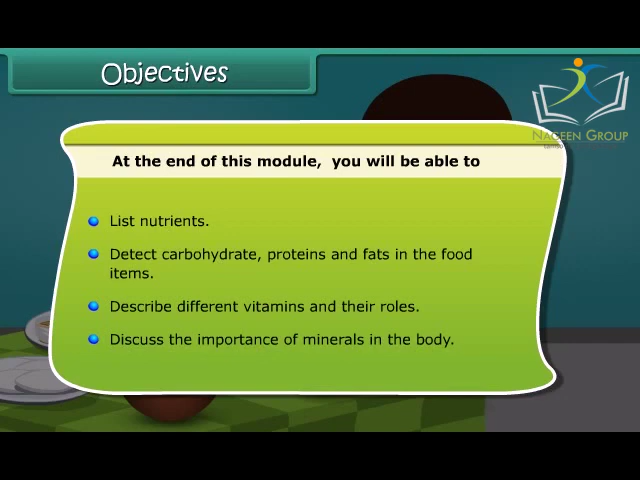 Objectives
NAGEEN GROUP
At the end of this module, you will be able to
List nutrients.
Detect carbohydrate, proteins and fats in the food
items.
Describe different vitamins and their roles.
Discuss the importance of minerals in the body.